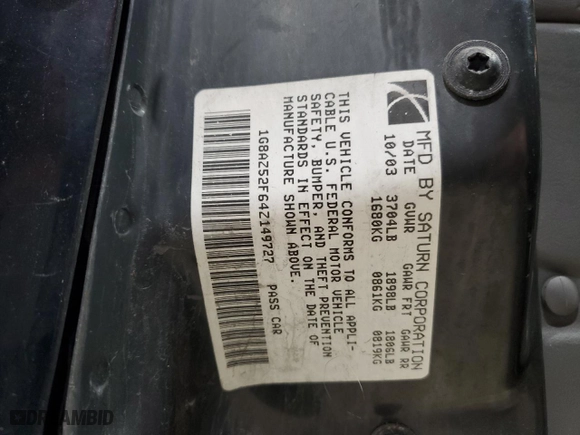 MFD BY SATURN CORPORATION
DATE GVWR GAWR FRT GAWR RR
10/03 3704LB 1898LB 1806LB
1680KG 0861KG 0819KG
THIS VEHICLE CONFORMS TO ALL APPLI-
CABLE U.S. FEDERAL MOTOR VEHICLE
SAFETY, BUMPER, AND THEFT PREVENTION
STANDARDS IN EFFECT ON THE DATE OF
MANUFACTURE SHOWN ABOVE.
1G8AZ52F64Z149727 PASS CAR
DREAMBID